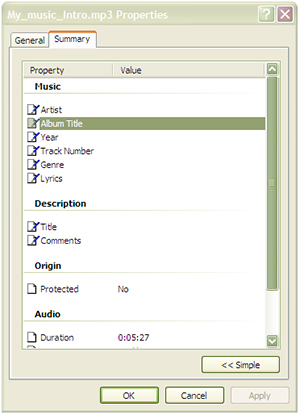 My_music_Intro.mp3 Properties
General Summary
Property Value
Music
Artist
Album Title
Year
Track Number
Genre
Lyrics
Description
Title
Comments
Origin
Protected No
Audio
Duration 0:05:27
<< Simple
OK Cancel Apply